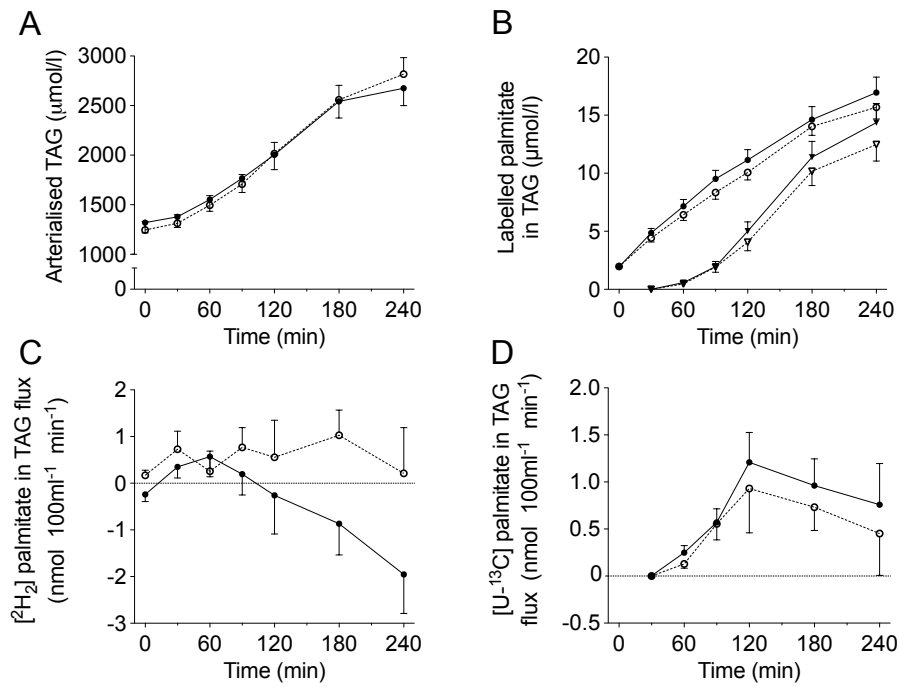 A
Arterialised TAG (µmol/l)
3000
2500
2000
1500
1000
0
0 60 120 180 240
Time (min)
B
Labelled palmitate
in TAG (µmol/l)
20
15
10
5
0
0 60 120 180 240
Time (min)
C
[²H₂] palmitate in TAG flux
(nmol 100ml⁻¹ min⁻¹)
2
1
0
-1
-2
-3
0 60 120 180 240
Time (min)
D
[U-¹³C] palmitate in TAG
flux (nmol 100ml⁻¹ min⁻¹)
2.0
1.5
1.0
0.5
0
-0.5
0 60 120 180 240
Time (min)